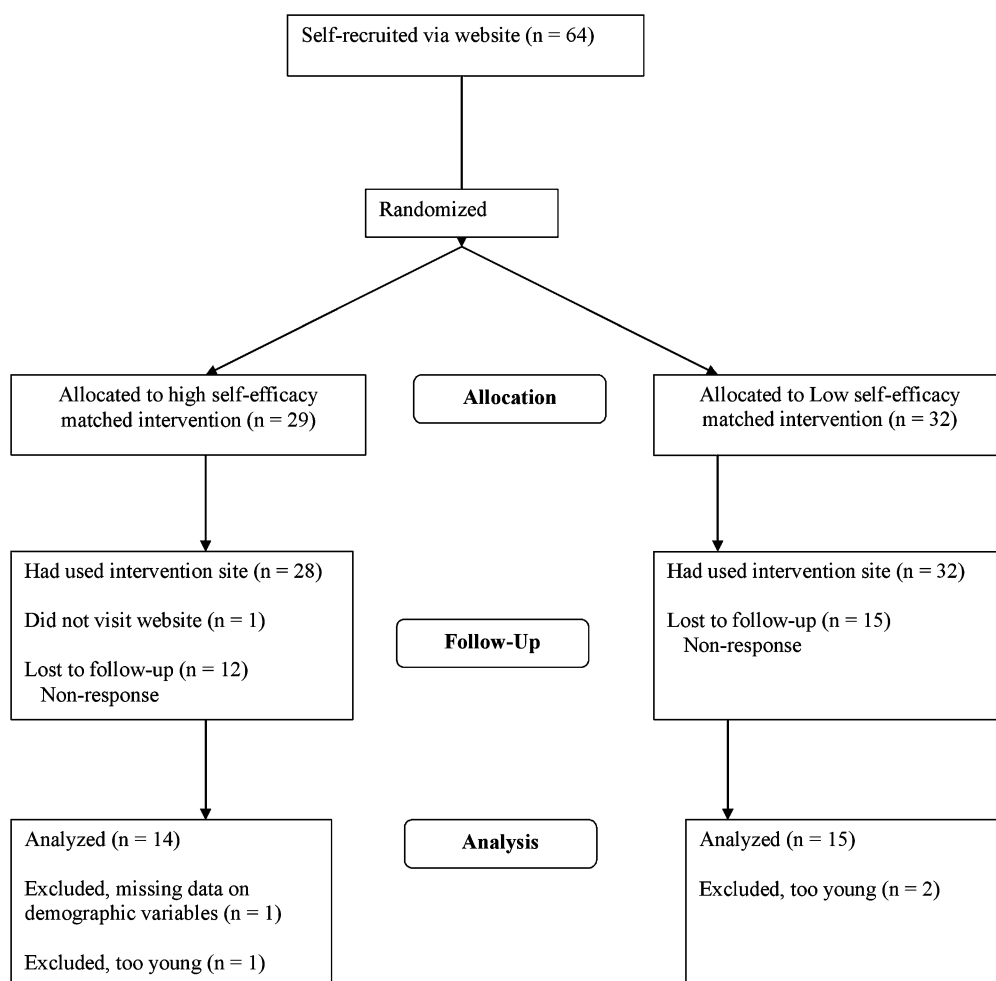 Self-recruited via website (n = 64)
Randomized
Allocated to high self-efficacy
matched intervention (n = 29)
Allocation
Allocated to Low self-efficacy
matched intervention (n = 32)
Had used intervention site (n = 28)
Did not visit website (n = 1)
Lost to follow-up (n = 12)
Non-response
Follow-Up
Had used intervention site (n = 32)
Lost to follow-up (n = 15)
Non-response
Analyzed (n = 14)
Excluded, missing data on
demographic variables (n = 1)
Excluded, too young (n = 1)
Analysis
Analyzed (n = 15)
Excluded, too young (n = 2)